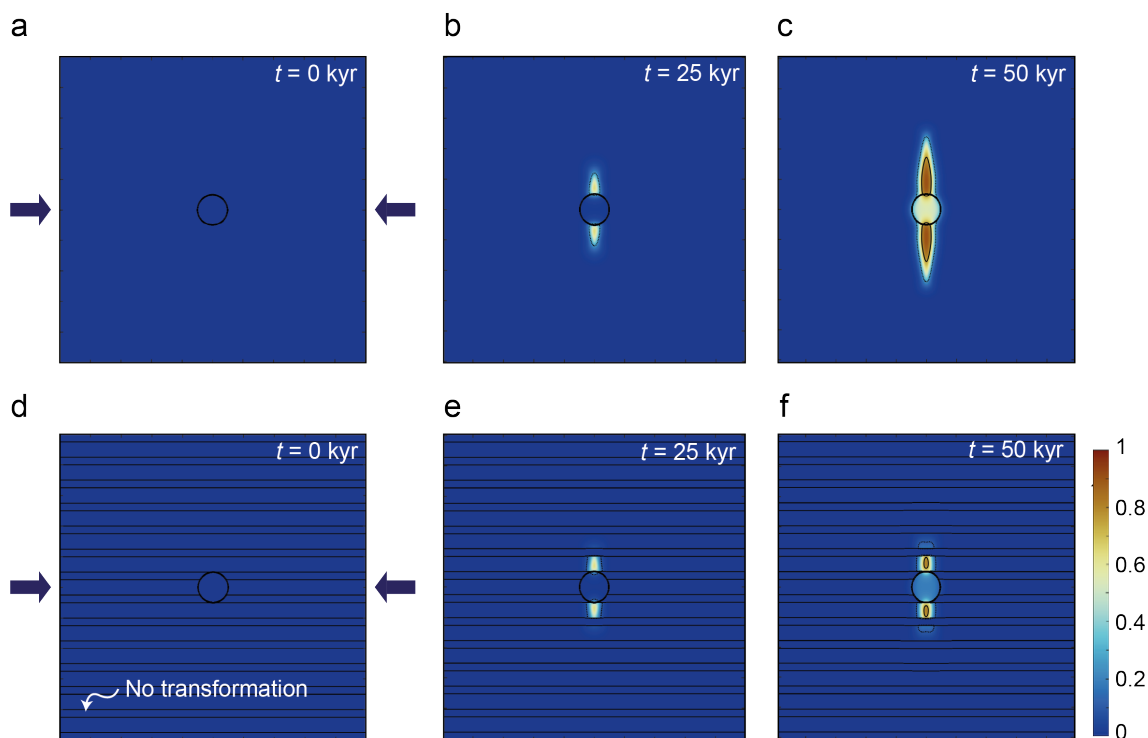 a
b
c
t = 0 kyr
t = 25 kyr
t = 50 kyr
d
e
f
t = 0 kyr
t = 25 kyr
t = 50 kyr
No transformation
1
0.8
0.6
0.4
0.2
0